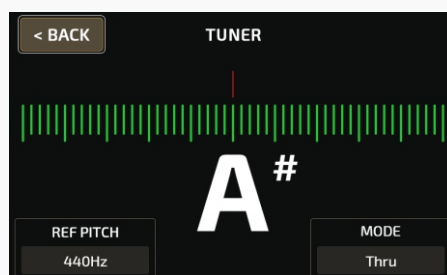 < BACK
TUNER
A#
REF PITCH
MODE
440Hz
Thru